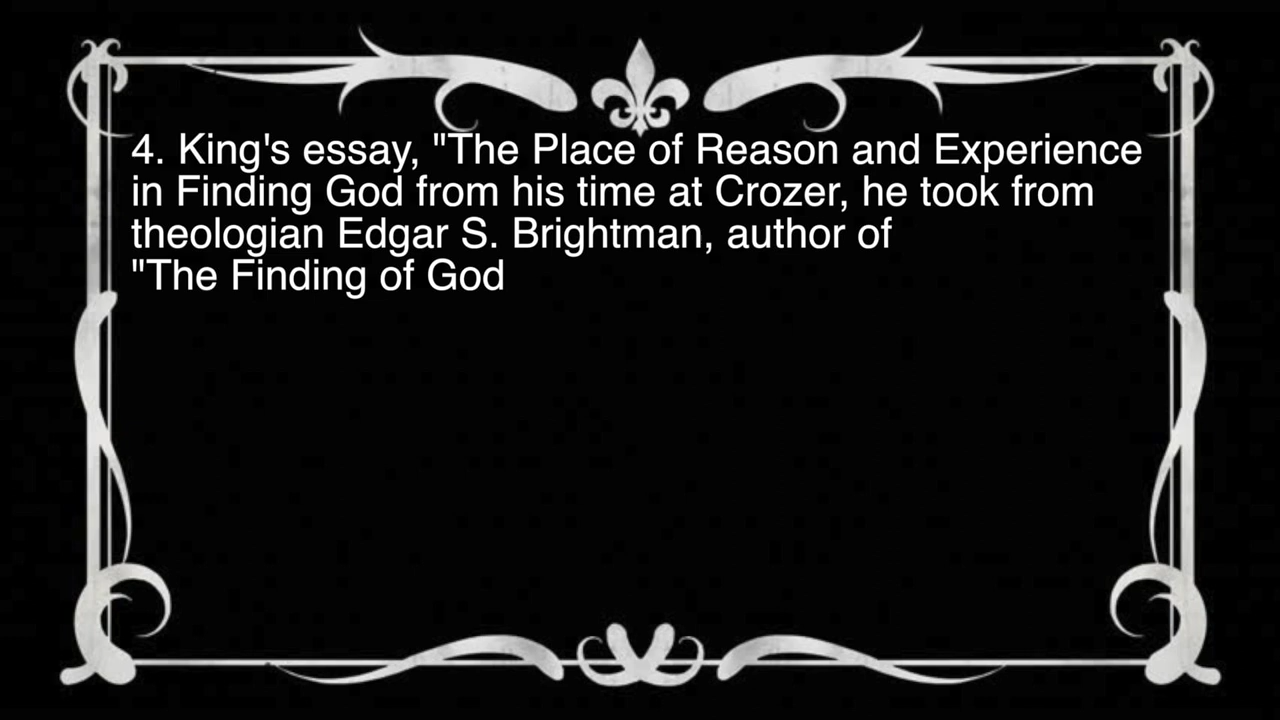 4. King's essay, "The Place of Reason and Experience
in Finding God from his time at Crozer, he took from
theologian Edgar S. Brightman, author of
"The Finding of God